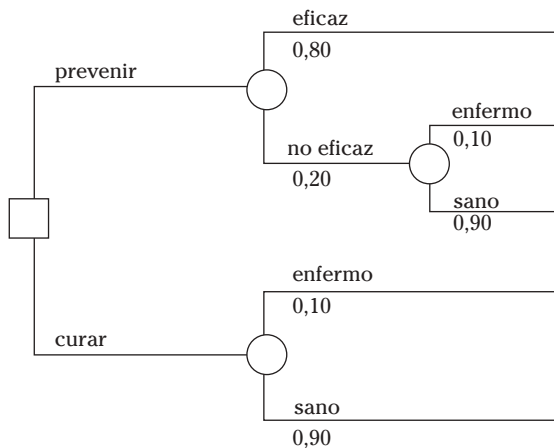 eficaz
0,80
prevenir
enfermo
0,10
no eficaz
0,20
sano
0,90
enfermo
0,10
curar
sano
0,90